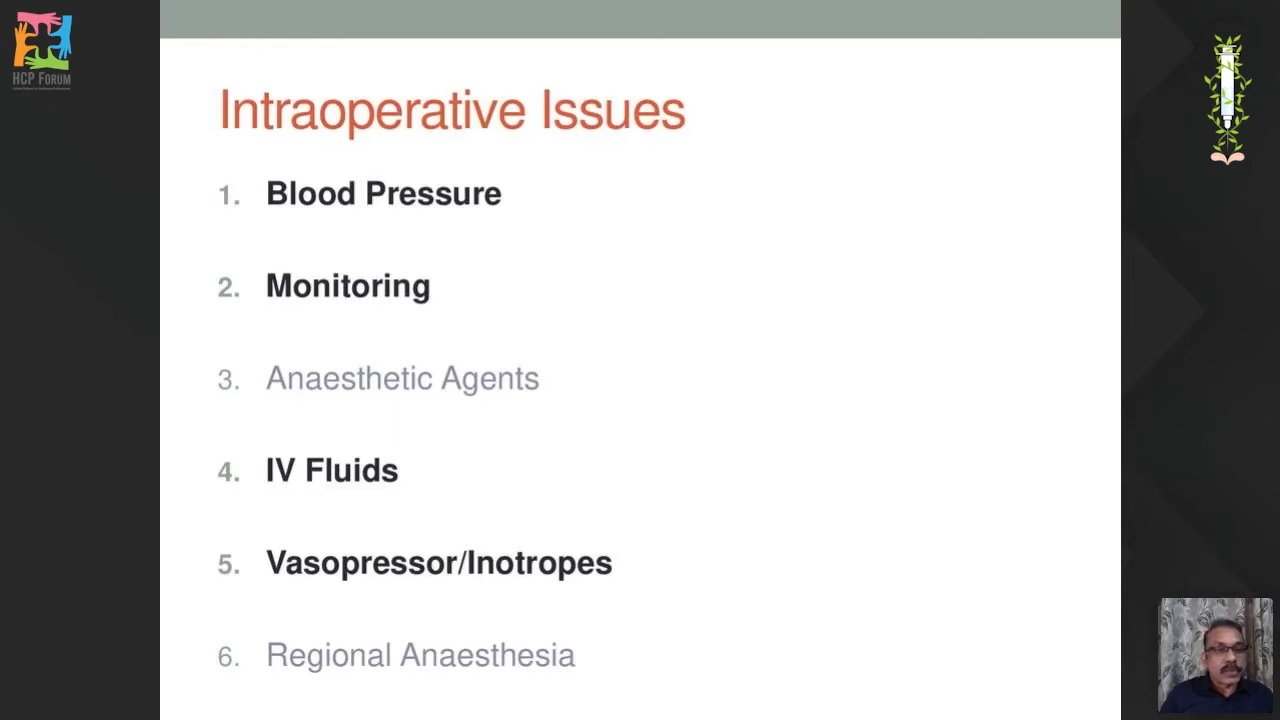 HCP FORUM
Intraoperative Issues
1. Blood Pressure
2. Monitoring
3. Anaesthetic Agents
4. IV Fluids
5. Vasopressor/Inotropes
6. Regional Anaesthesia